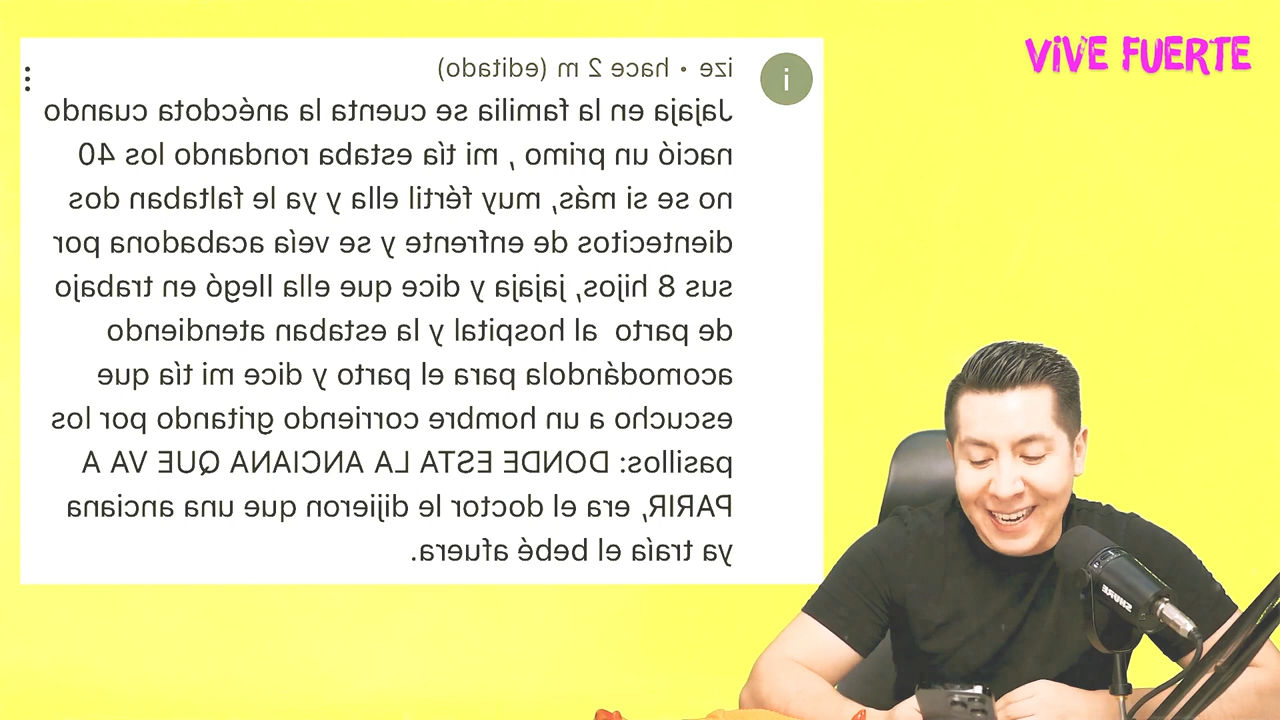 ViVE FUERTE
i
ize • hace 2 m (editado)
Jajaja en la familia se cuenta la anécdota cuando
nació un primo , mi tía estaba rondando los 40
no se si más, muy fértil ella y ya le faltaban dos
dientecitos de enfrente y se veía acabadona por
sus 8 hijos, jajaja y dice que ella llegó en trabajo
de parto al hospital y la estaban atendiendo
acomodándola para el parto y dice mi tía que
escucho a un hombre corriendo gritando por los
pasillos: DONDE ESTA LA ANCIANA QUE VA A
PARIR, era el doctor le dijieron que una anciana
ya traía el bebé afuera.
SHURE